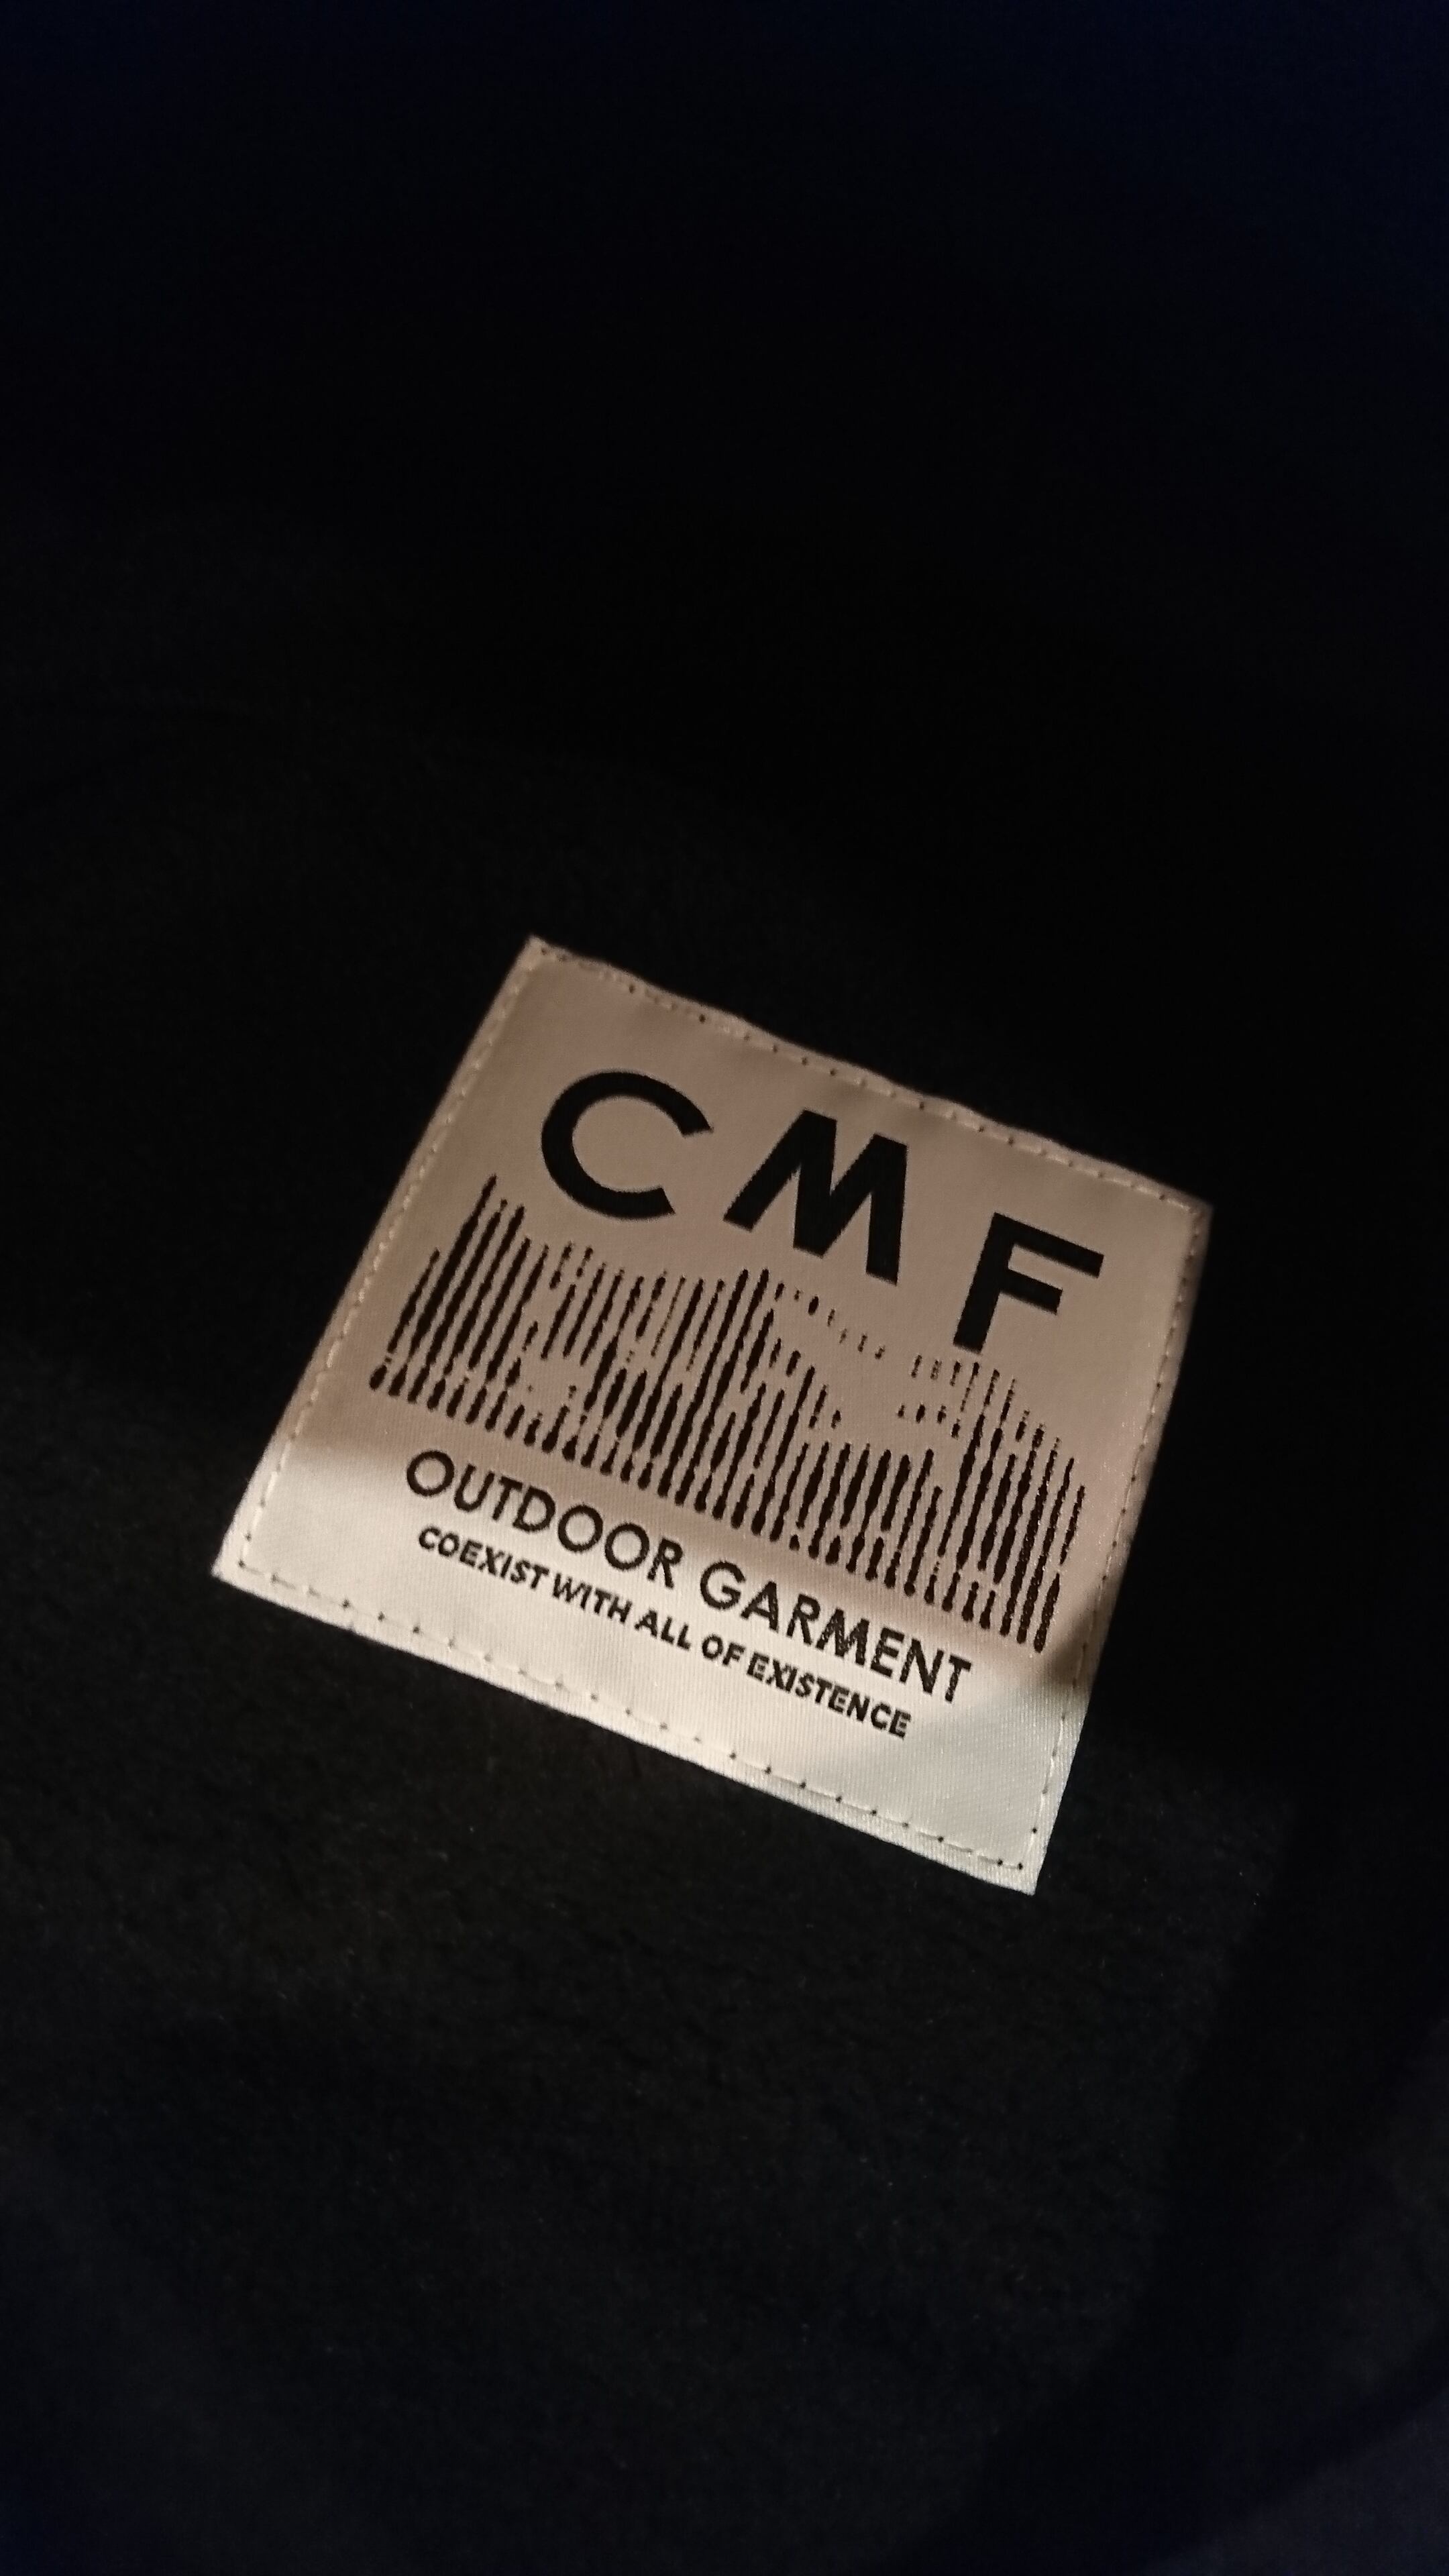 CMF
OUTDOOR GARMENT
COEXIST WITH ALL OF EXISTENCE